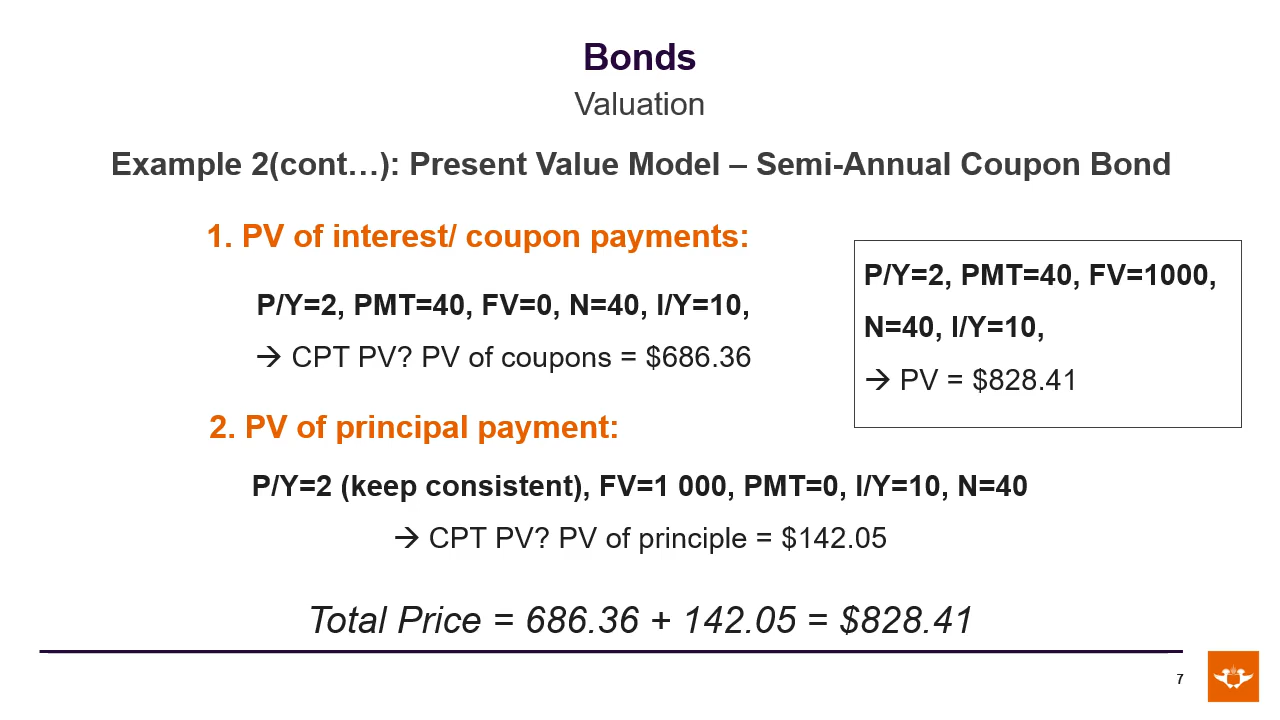 Bonds
Valuation
Example 2(cont…): Present Value Model – Semi-Annual Coupon Bond
1. PV of interest/ coupon payments:
P/Y=2, PMT=40, FV=0, N=40, I/Y=10,
→ CPT PV? PV of coupons = $686.36
P/Y=2, PMT=40, FV=1000,
N=40, I/Y=10,
→ PV = $828.41
2. PV of principal payment:
P/Y=2 (keep consistent), FV=1 000, PMT=0, I/Y=10, N=40
→ CPT PV? PV of principle = $142.05
Total Price = 686.36 + 142.05 = $828.41
7